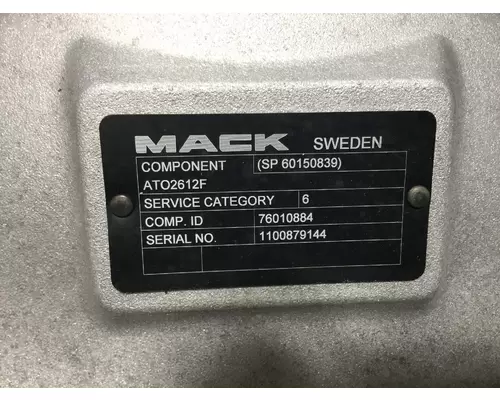 MACK SWEDEN
COMPONENT (SP 60150839)
ATO2612F
SERVICE CATEGORY 6
COMP. ID 76010884
SERIAL NO. 1100879144